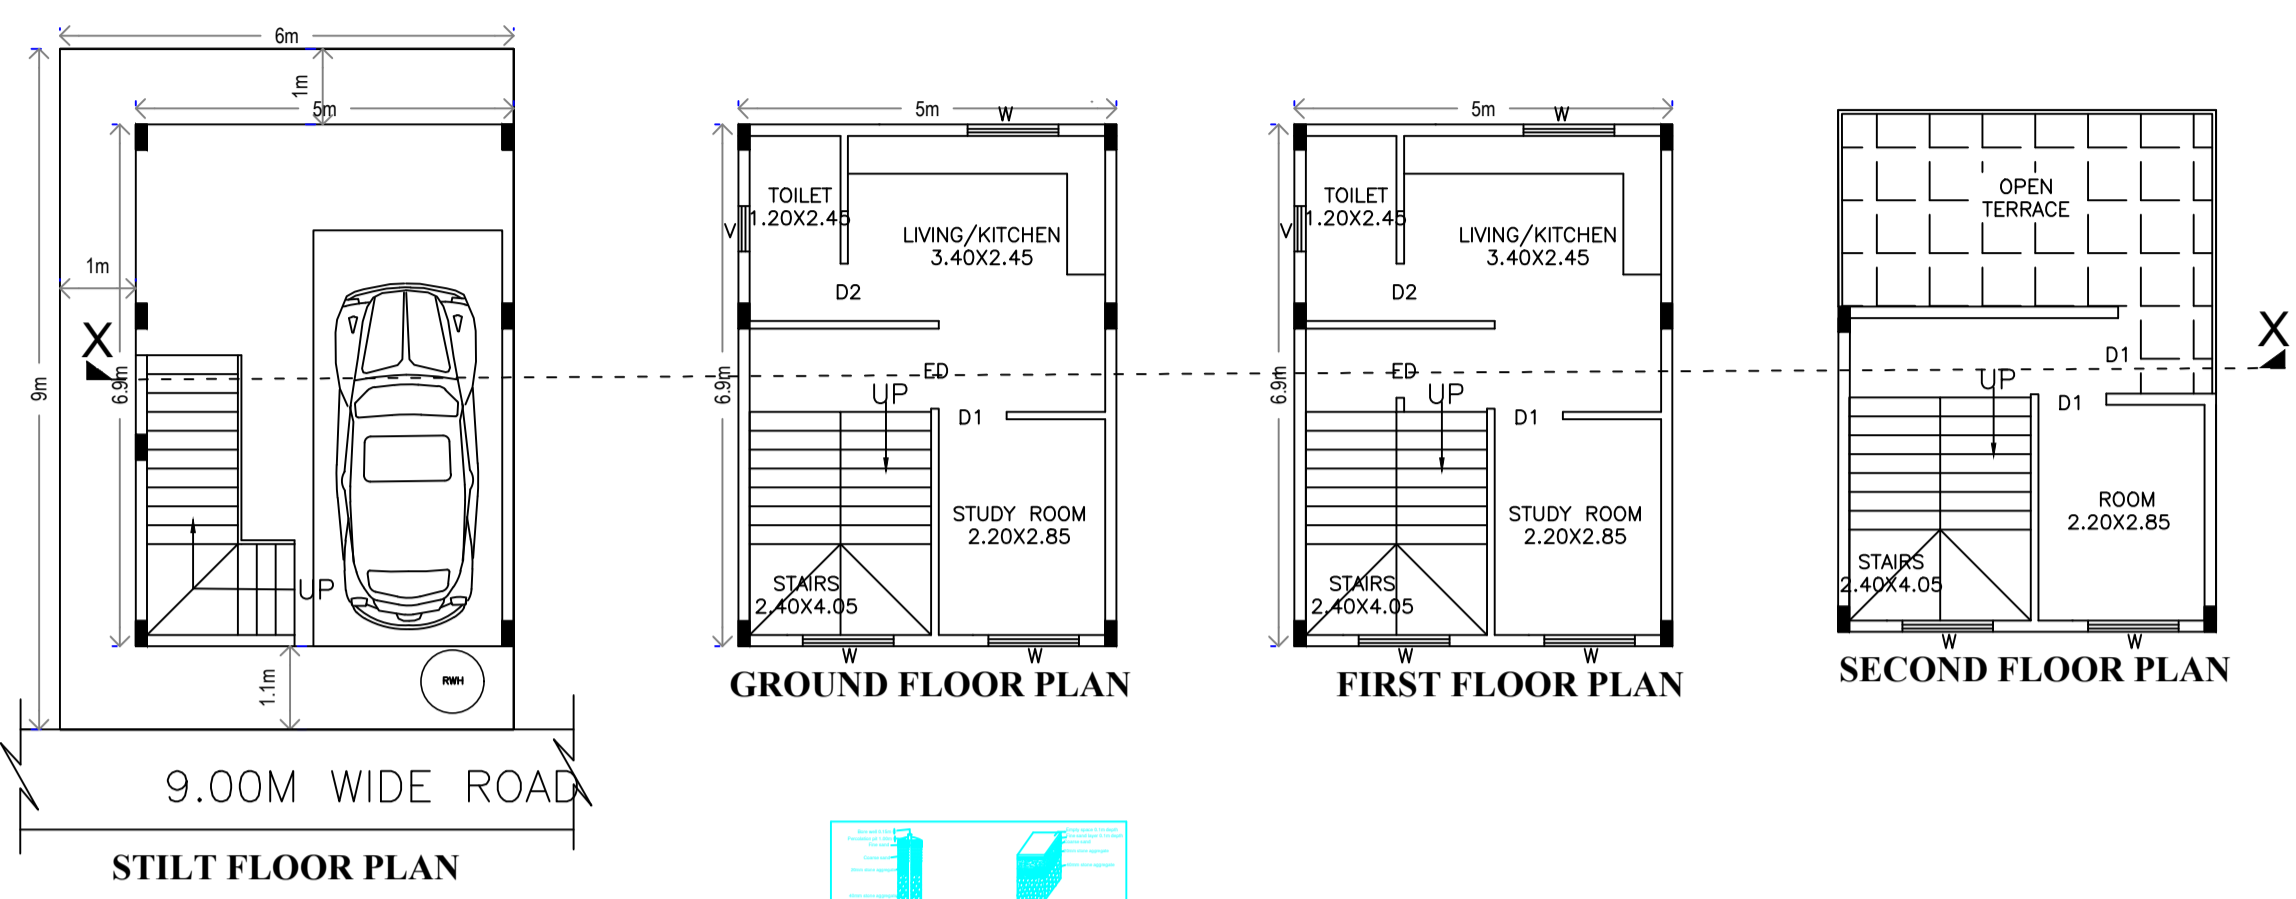 6m
1m
5m
1m
9m
6.9m
X
UP
1.1m
RWH
9.00M WIDE ROAD
STILT FLOOR PLAN
5m
W
6.9m
V
TOILET
1.20X2.45
LIVING/KITCHEN
3.40X2.45
D2
ED
UP
D1
STUDY ROOM
2.20X2.85
STAIRS
2.40X4.05
W
W
GROUND FLOOR PLAN
5m
W
6.9m
V
TOILET
1.20X2.45
LIVING/KITCHEN
3.40X2.45
D2
ED
UP
D1
STUDY ROOM
2.20X2.85
STAIRS
2.40X4.05
W
W
FIRST FLOOR PLAN
OPEN
TERRACE
X
D1
UP
D1
ROOM
2.20X2.85
STAIRS
2.40X4.05
W
W
SECOND FLOOR PLAN